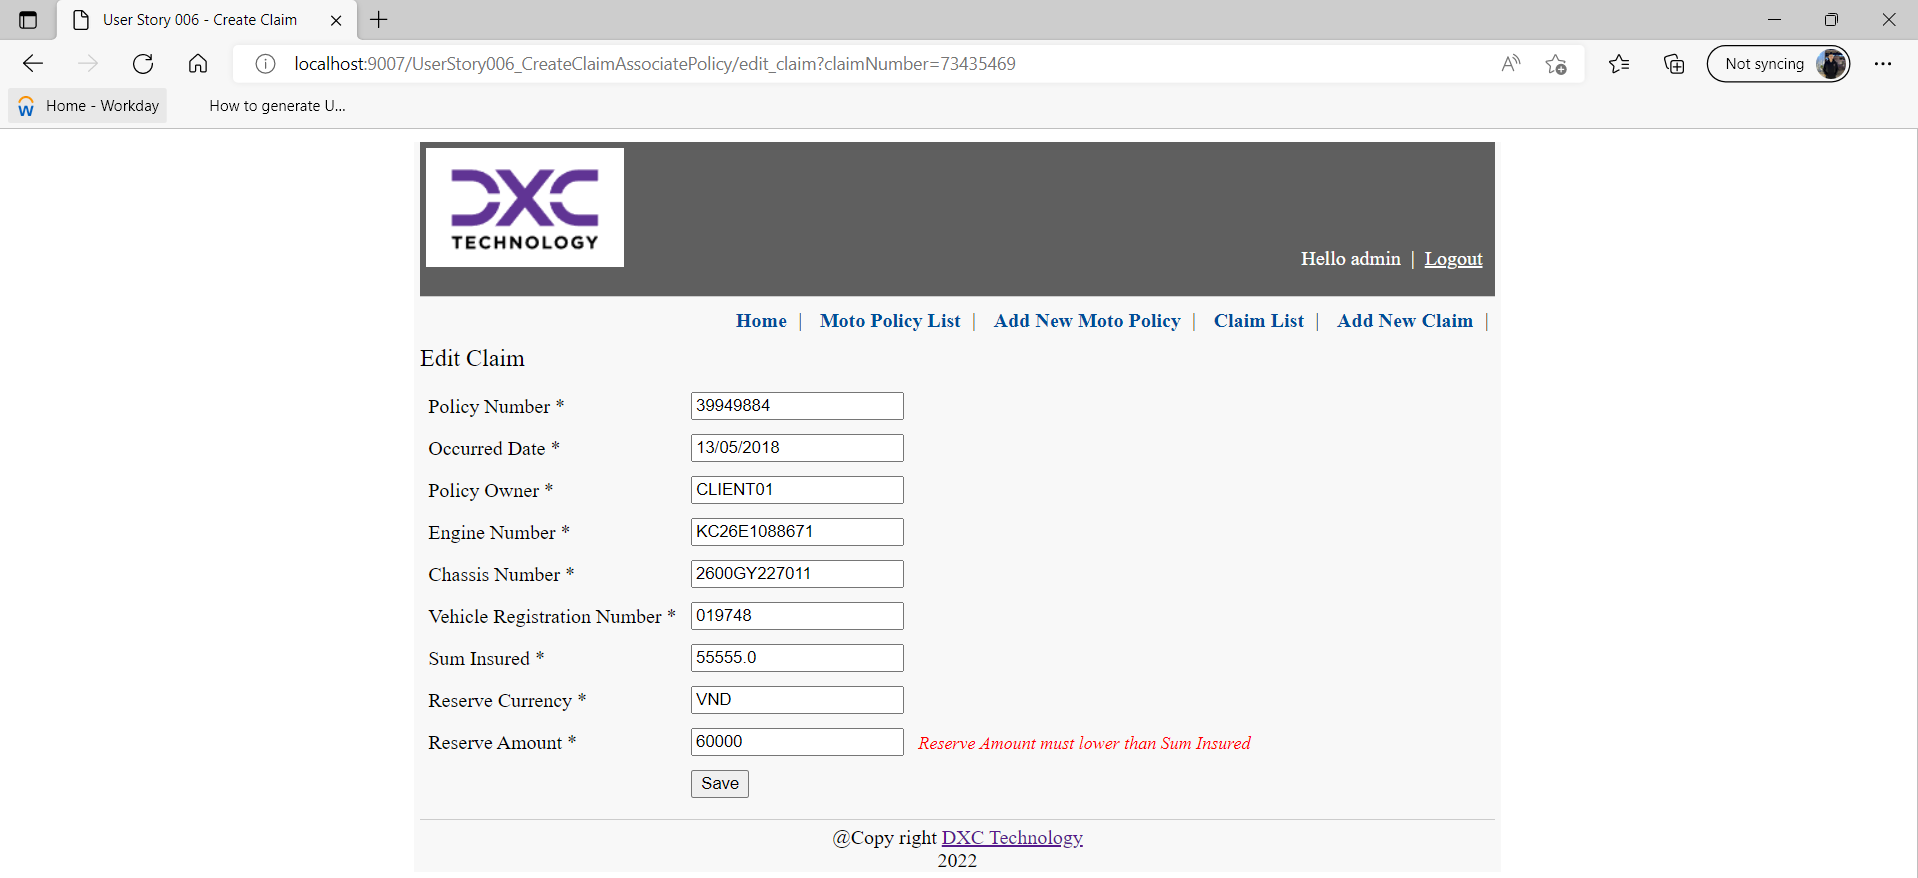 User Story 006 - Create Claim
localhost:9007/UserStory006_CreateClaimAssociatePolicy/edit_claim?claimNumber=73435469
Not syncing
Home - Workday
How to generate U...
DXC
TECHNOLOGY
Hello admin | Logout
Home | Moto Policy List | Add New Moto Policy | Claim List | Add New Claim |
Edit Claim
Policy Number * 39949884
Occurred Date * 13/05/2018
Policy Owner * CLIENT01
Engine Number * KC26E1088671
Chassis Number * 2600GY227011
Vehicle Registration Number * 019748
Sum Insured * 55555.0
Reserve Currency * VND
Reserve Amount * 60000 Reserve Amount must lower than Sum Insured
Save
@Copy right DXC Technology
2022